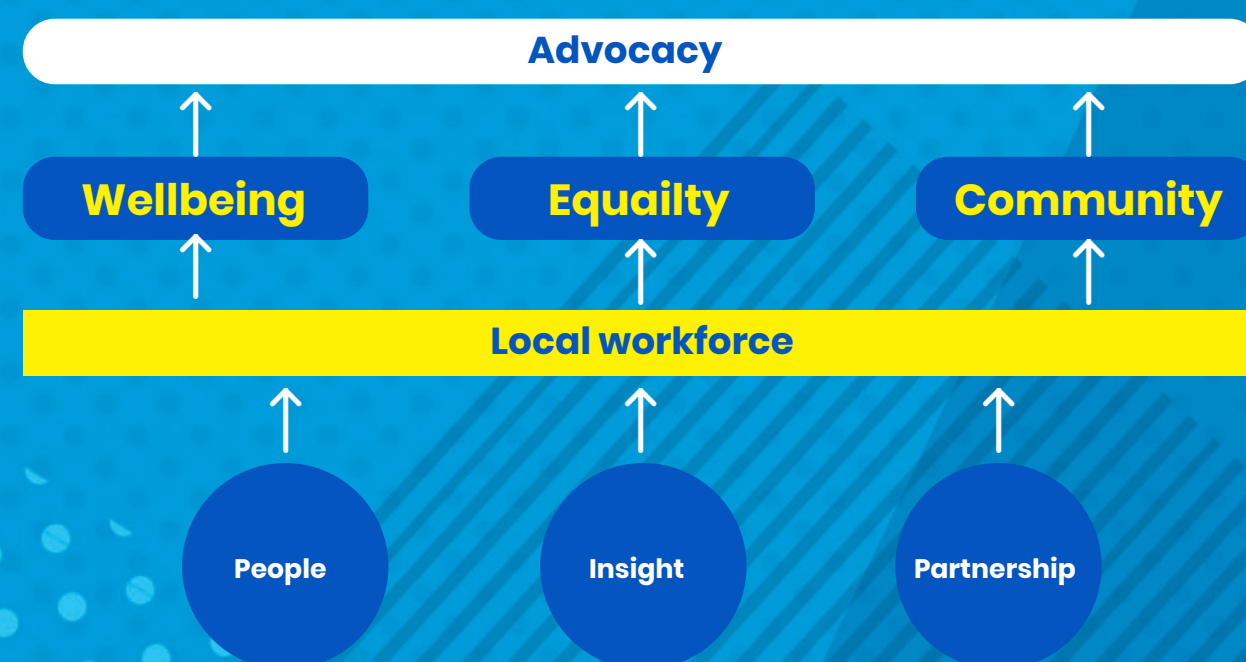 Advocacy
Wellbeing
Equailty
Community
Local workforce
People
Insight
Partnership